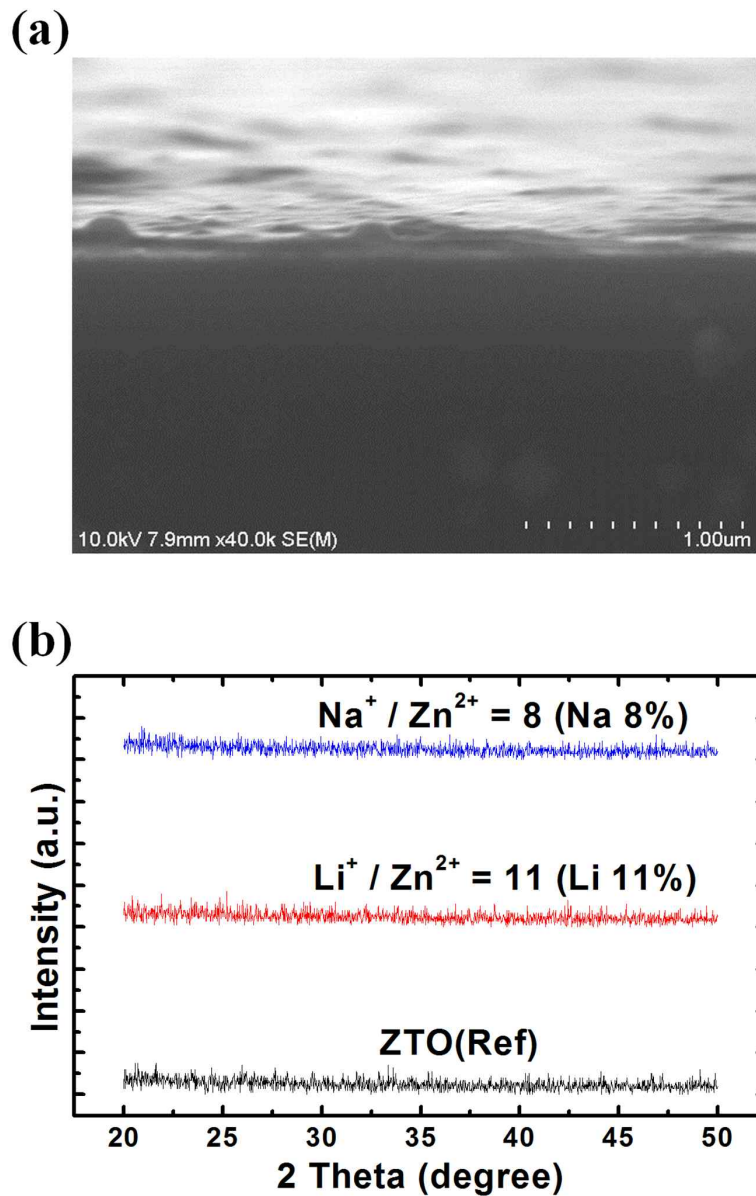 (a)
10.0kV 7.9mm x40.0k SE(M) 1.00um
(b)
Na⁺ / Zn²⁺ = 8 (Na 8%)
Li⁺ / Zn²⁺ = 11 (Li 11%)
ZTO(Ref)
Intensity (a.u.)
20 25 30 35 40 45 50
2 Theta (degree)